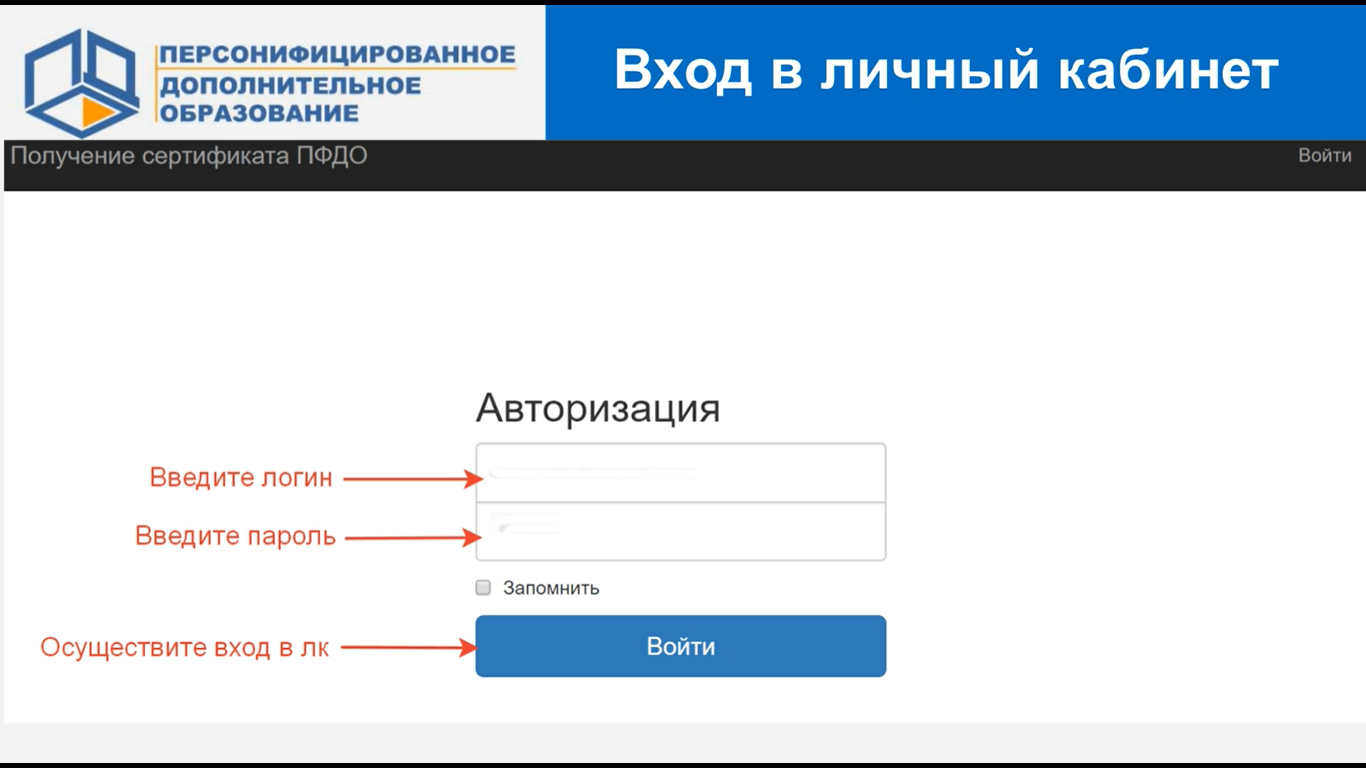 ПЕРСОНИФИЦИРОВАННОЕ
ДОПОЛНИТЕЛЬНОЕ
ОБРАЗОВАНИЕ
Вход в личный кабинет
Получение сертификата ПФДО
Войти
Авторизация
Введите логин
Введите пароль
Запомнить
Осуществите вход в лк
Войти